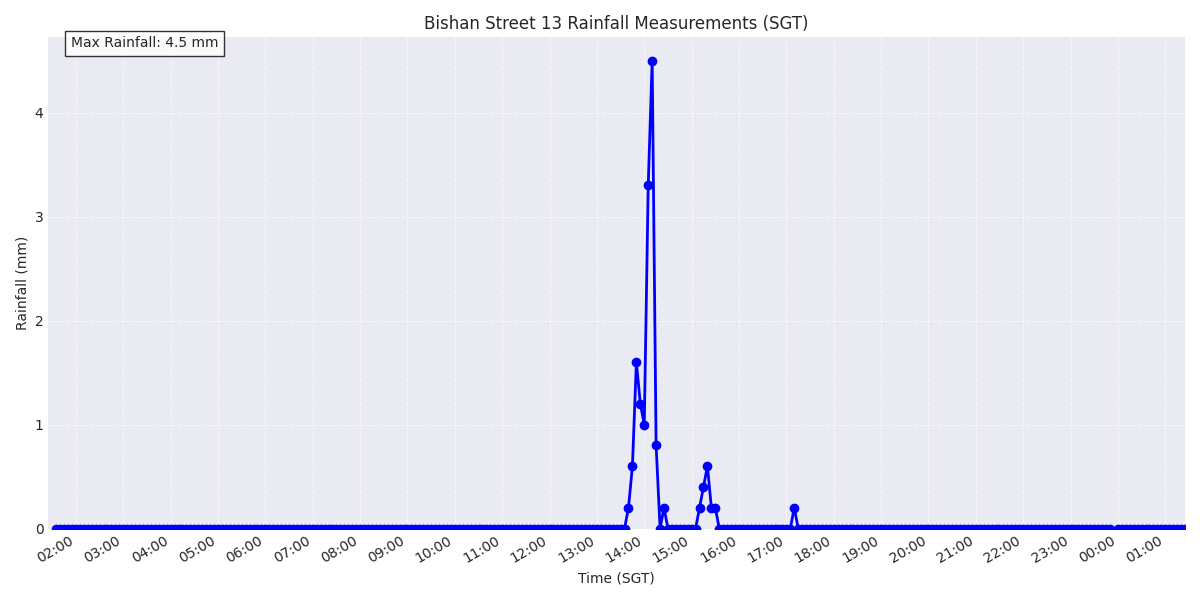 Bishan Street 13 Rainfall Measurements (SGT)
Max Rainfall: 4.5 mm
Rainfall (mm)
4
3
2
1
0
02:00 03:00 04:00 05:00 06:00 07:00 08:00 09:00 10:00 11:00 12:00 13:00 14:00 15:00 16:00 17:00 18:00 19:00 20:00 21:00 22:00 23:00 00:00 01:00
Time (SGT)